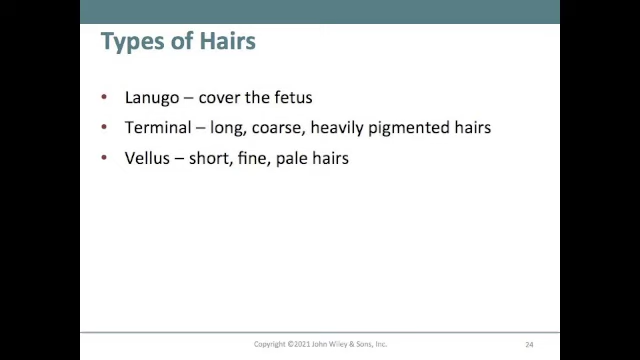 Types of Hairs
• Lanugo – cover the fetus
• Terminal – long, coarse, heavily pigmented hairs
• Vellus – short, fine, pale hairs
Copyright ©2021 John Wiley & Sons, Inc.
24